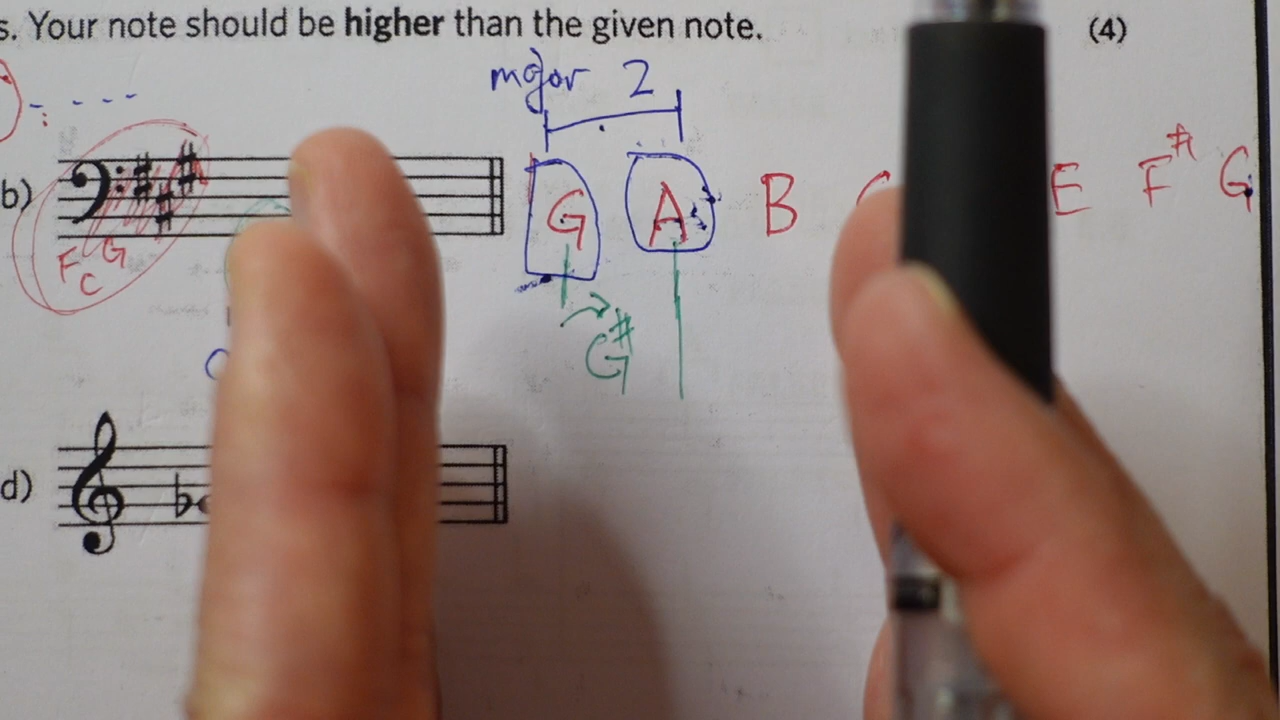 s. Your note should be higher than the given note. (4)
major 2
b) G A B E F# G
F C G
G#
d)